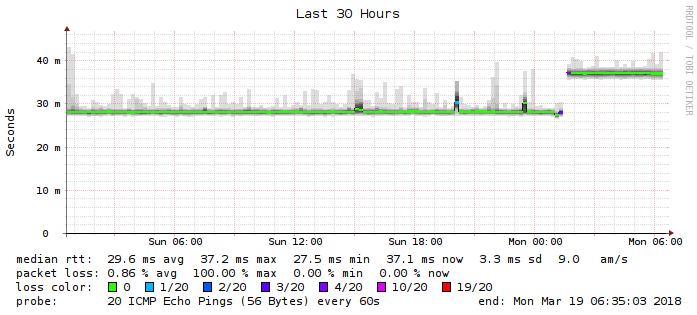 Last 30 Hours
RRDTOOL / TOBI OETIKER
Seconds
40 m
30 m
20 m
10 m
0
Sun 06:00 Sun 12:00 Sun 18:00 Mon 00:00 Mon 06:00
median rtt: 29.6 ms avg 37.2 ms max 27.5 ms min 37.1 ms now 3.3 ms sd 9.0 am/s
packet loss: 0.86 % avg 100.00 % max 0.00 % min 0.00 % now
loss color: 0 1/20 2/20 3/20 4/20 10/20 19/20
probe: 20 ICMP Echo Pings (56 Bytes) every 60s end: Mon Mar 19 06:35:03 2018